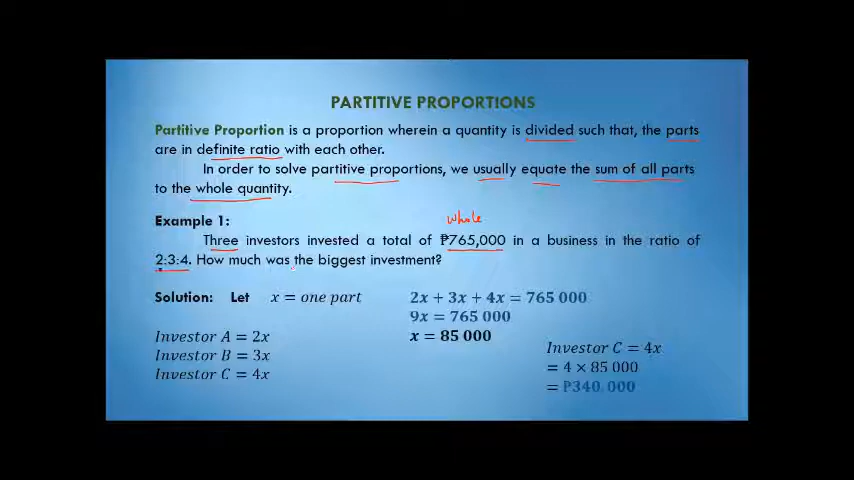 PARTITIVE PROPORTIONS
Partitive Proportion is a proportion wherein a quantity is divided such that, the parts
are in definite ratio with each other.
In order to solve partitive proportions, we usually equate the sum of all parts
to the whole quantity.
Example 1:
whole
Three investors invested a total of ₱765,000 in a business in the ratio of
2:3:4. How much was the biggest investment?
Solution: Let x = one part
2x + 3x + 4x = 765 000
9x = 765 000
x = 85 000
Investor A = 2x
Investor B = 3x
Investor C = 4x
Investor C = 4x
= 4 × 85 000
= ₱340, 000